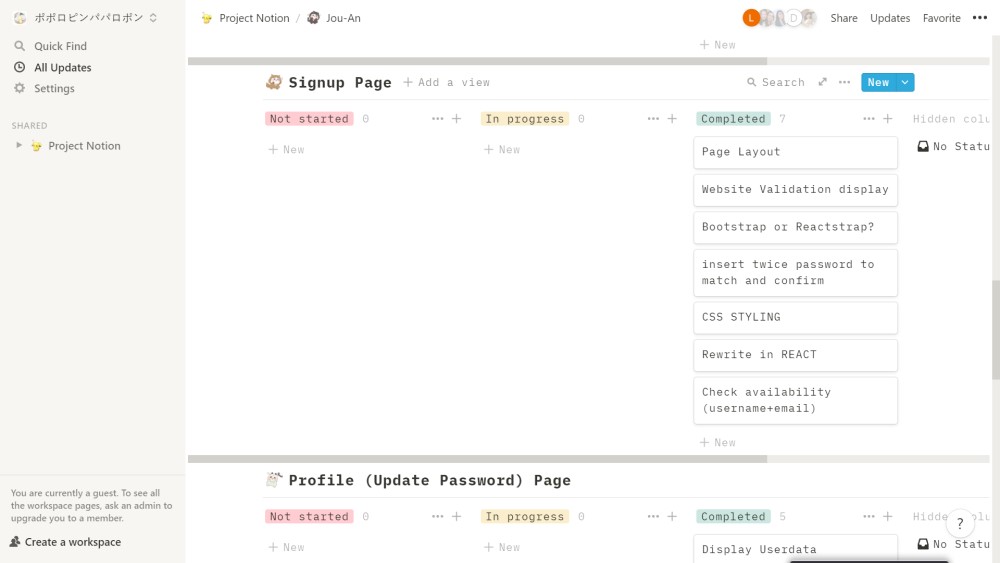 ポポロピンパパロポン
Project Notion / Jou-An
L
D
Share
Updates
Favorite
Quick Find
All Updates
Settings
SHARED
Project Notion
New
Signup Page
Add a view
Search
New
Not started 0
In progress 0
Completed 7
Hidden colu
New
New
Page Layout
No Statu
Website Validation display
Bootstrap or Reactstrap?
insert twice password to
match and confirm
CSS STYLING
Rewrite in REACT
Check availability
(username+email)
New
Profile (Update Password) Page
Not started 0
In progress 0
Completed 5
Hidde
olu
New
New
Display Userdata
No Statu
You are currently a guest. To see all
the workspace pages, ask an admin to
upgrade you to a member.
Create a workspace
?